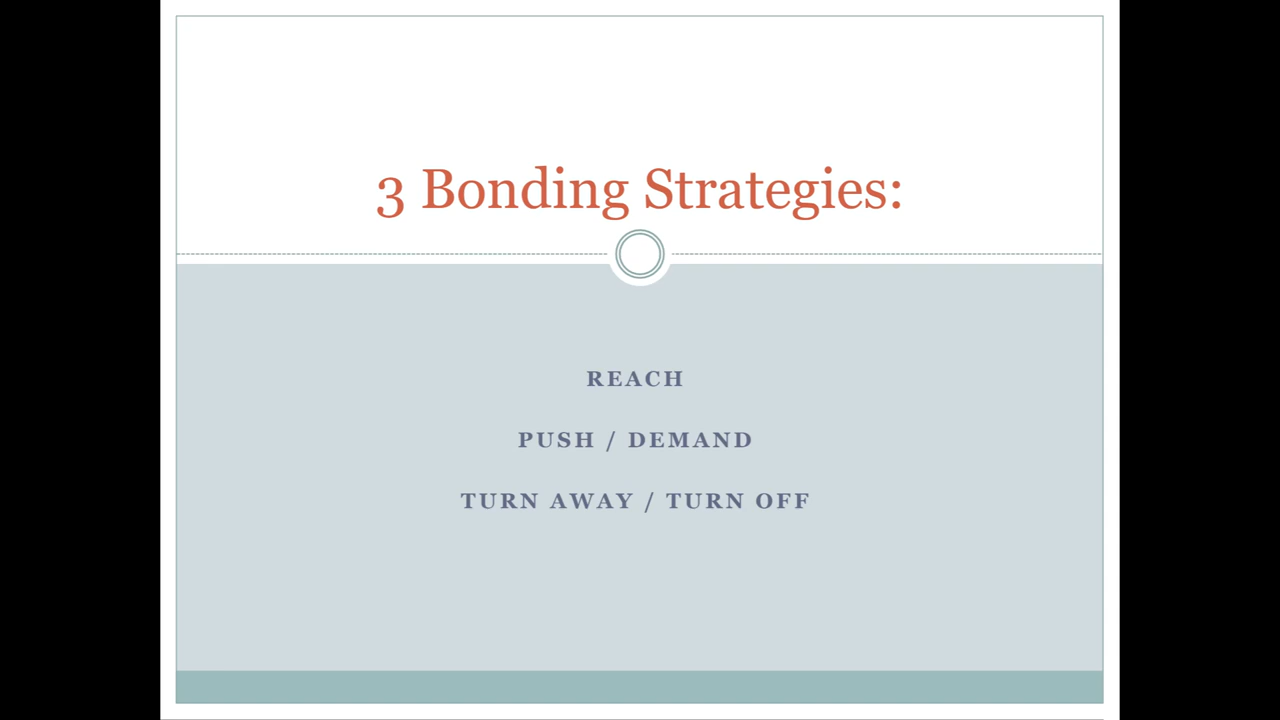 3 Bonding Strategies:
REACH
PUSH / DEMAND
TURN AWAY / TURN OFF